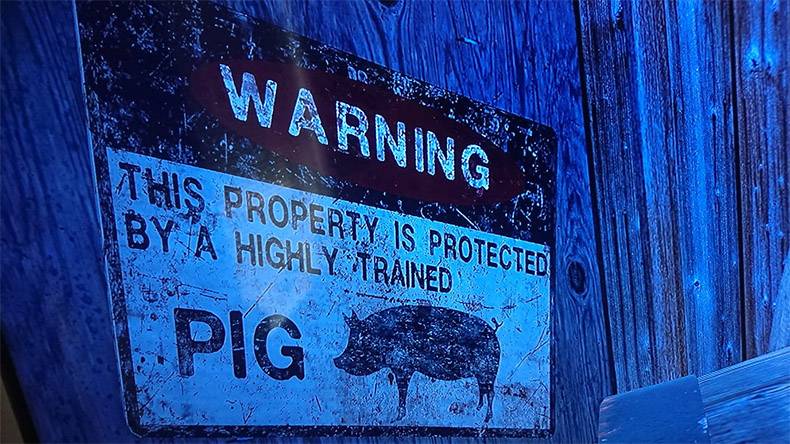 WARNING
THIS PROPERTY IS PROTECTED
BY A HIGHLY TRAINED
PIG